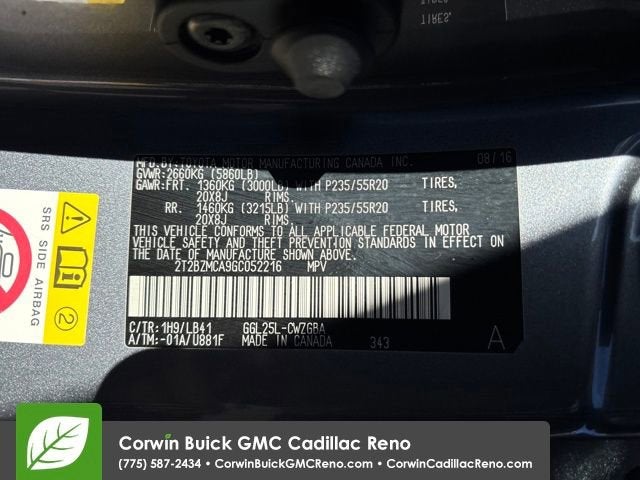 TIRES,
TIRES,
MFD.BY:TOYOTA MOTOR MANUFACTURING CANADA INC. 08/16
GVWR:2660KG (5860LB)
GAWR:FRT. 1360KG (3000LB) WITH P235/55R20 TIRES,
20X8J RIMS.
RR. 1460KG (3215LB) WITH P235/55R20 TIRES,
20X8J RIMS.
THIS VEHICLE CONFORMS TO ALL APPLICABLE FEDERAL MOTOR
VEHICLE SAFETY AND THEFT PREVENTION STANDARDS IN EFFECT ON
THE DATE OF MANUFACTURE SHOWN ABOVE.
2T2BZMCA9GC052216 MPV
C/TR:1H9/LB41 GGL25L-CWZGBA
A/TM:-01A/U881F MADE IN CANADA 343 A
SRS SIDE AIRBAG
2
Corwin Buick GMC Cadillac Reno
(775) 587-2434 • CorwinBuickGMCReno.com • CorwinCadillacReno.com